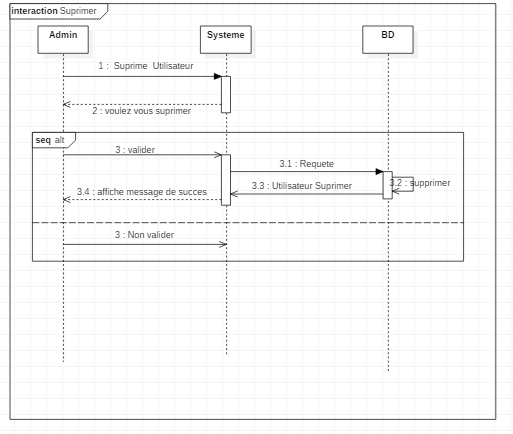 interaction Suprimer
Admin
Systeme
BD
1 : Suprime Utilisateur
2 : voulez vous suprimer
seq alt
3 : valider
3.1 : Requete
3.2 : supprimer
3.3 : Utilisateur Suprimer
3.4 : affiche message de succes
3 : Non valider